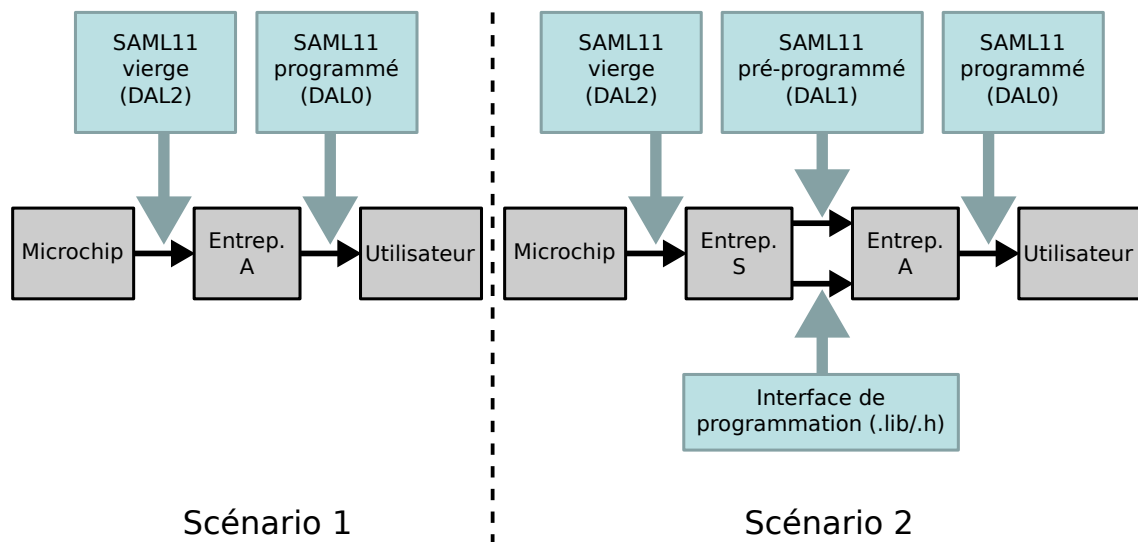 SAML11
vierge
(DAL2)
SAML11
programmé
(DAL0)
Microchip
Entrep.
A
Utilisateur
Scénario 1
SAML11
vierge
(DAL2)
SAML11
pré-programmé
(DAL1)
SAML11
programmé
(DAL0)
Microchip
Entrep.
S
Entrep.
A
Utilisateur
Interface de
programmation (.lib/.h)
Scénario 2